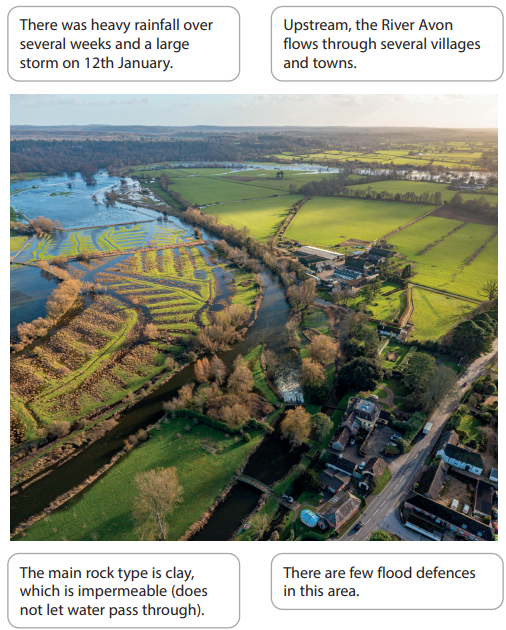 There was heavy rainfall over
several weeks and a large
storm on 12th January.
Upstream, the River Avon
flows through several villages
and towns.
The main rock type is clay,
which is impermeable (does
not let water pass through).
There are few flood defences
in this area.